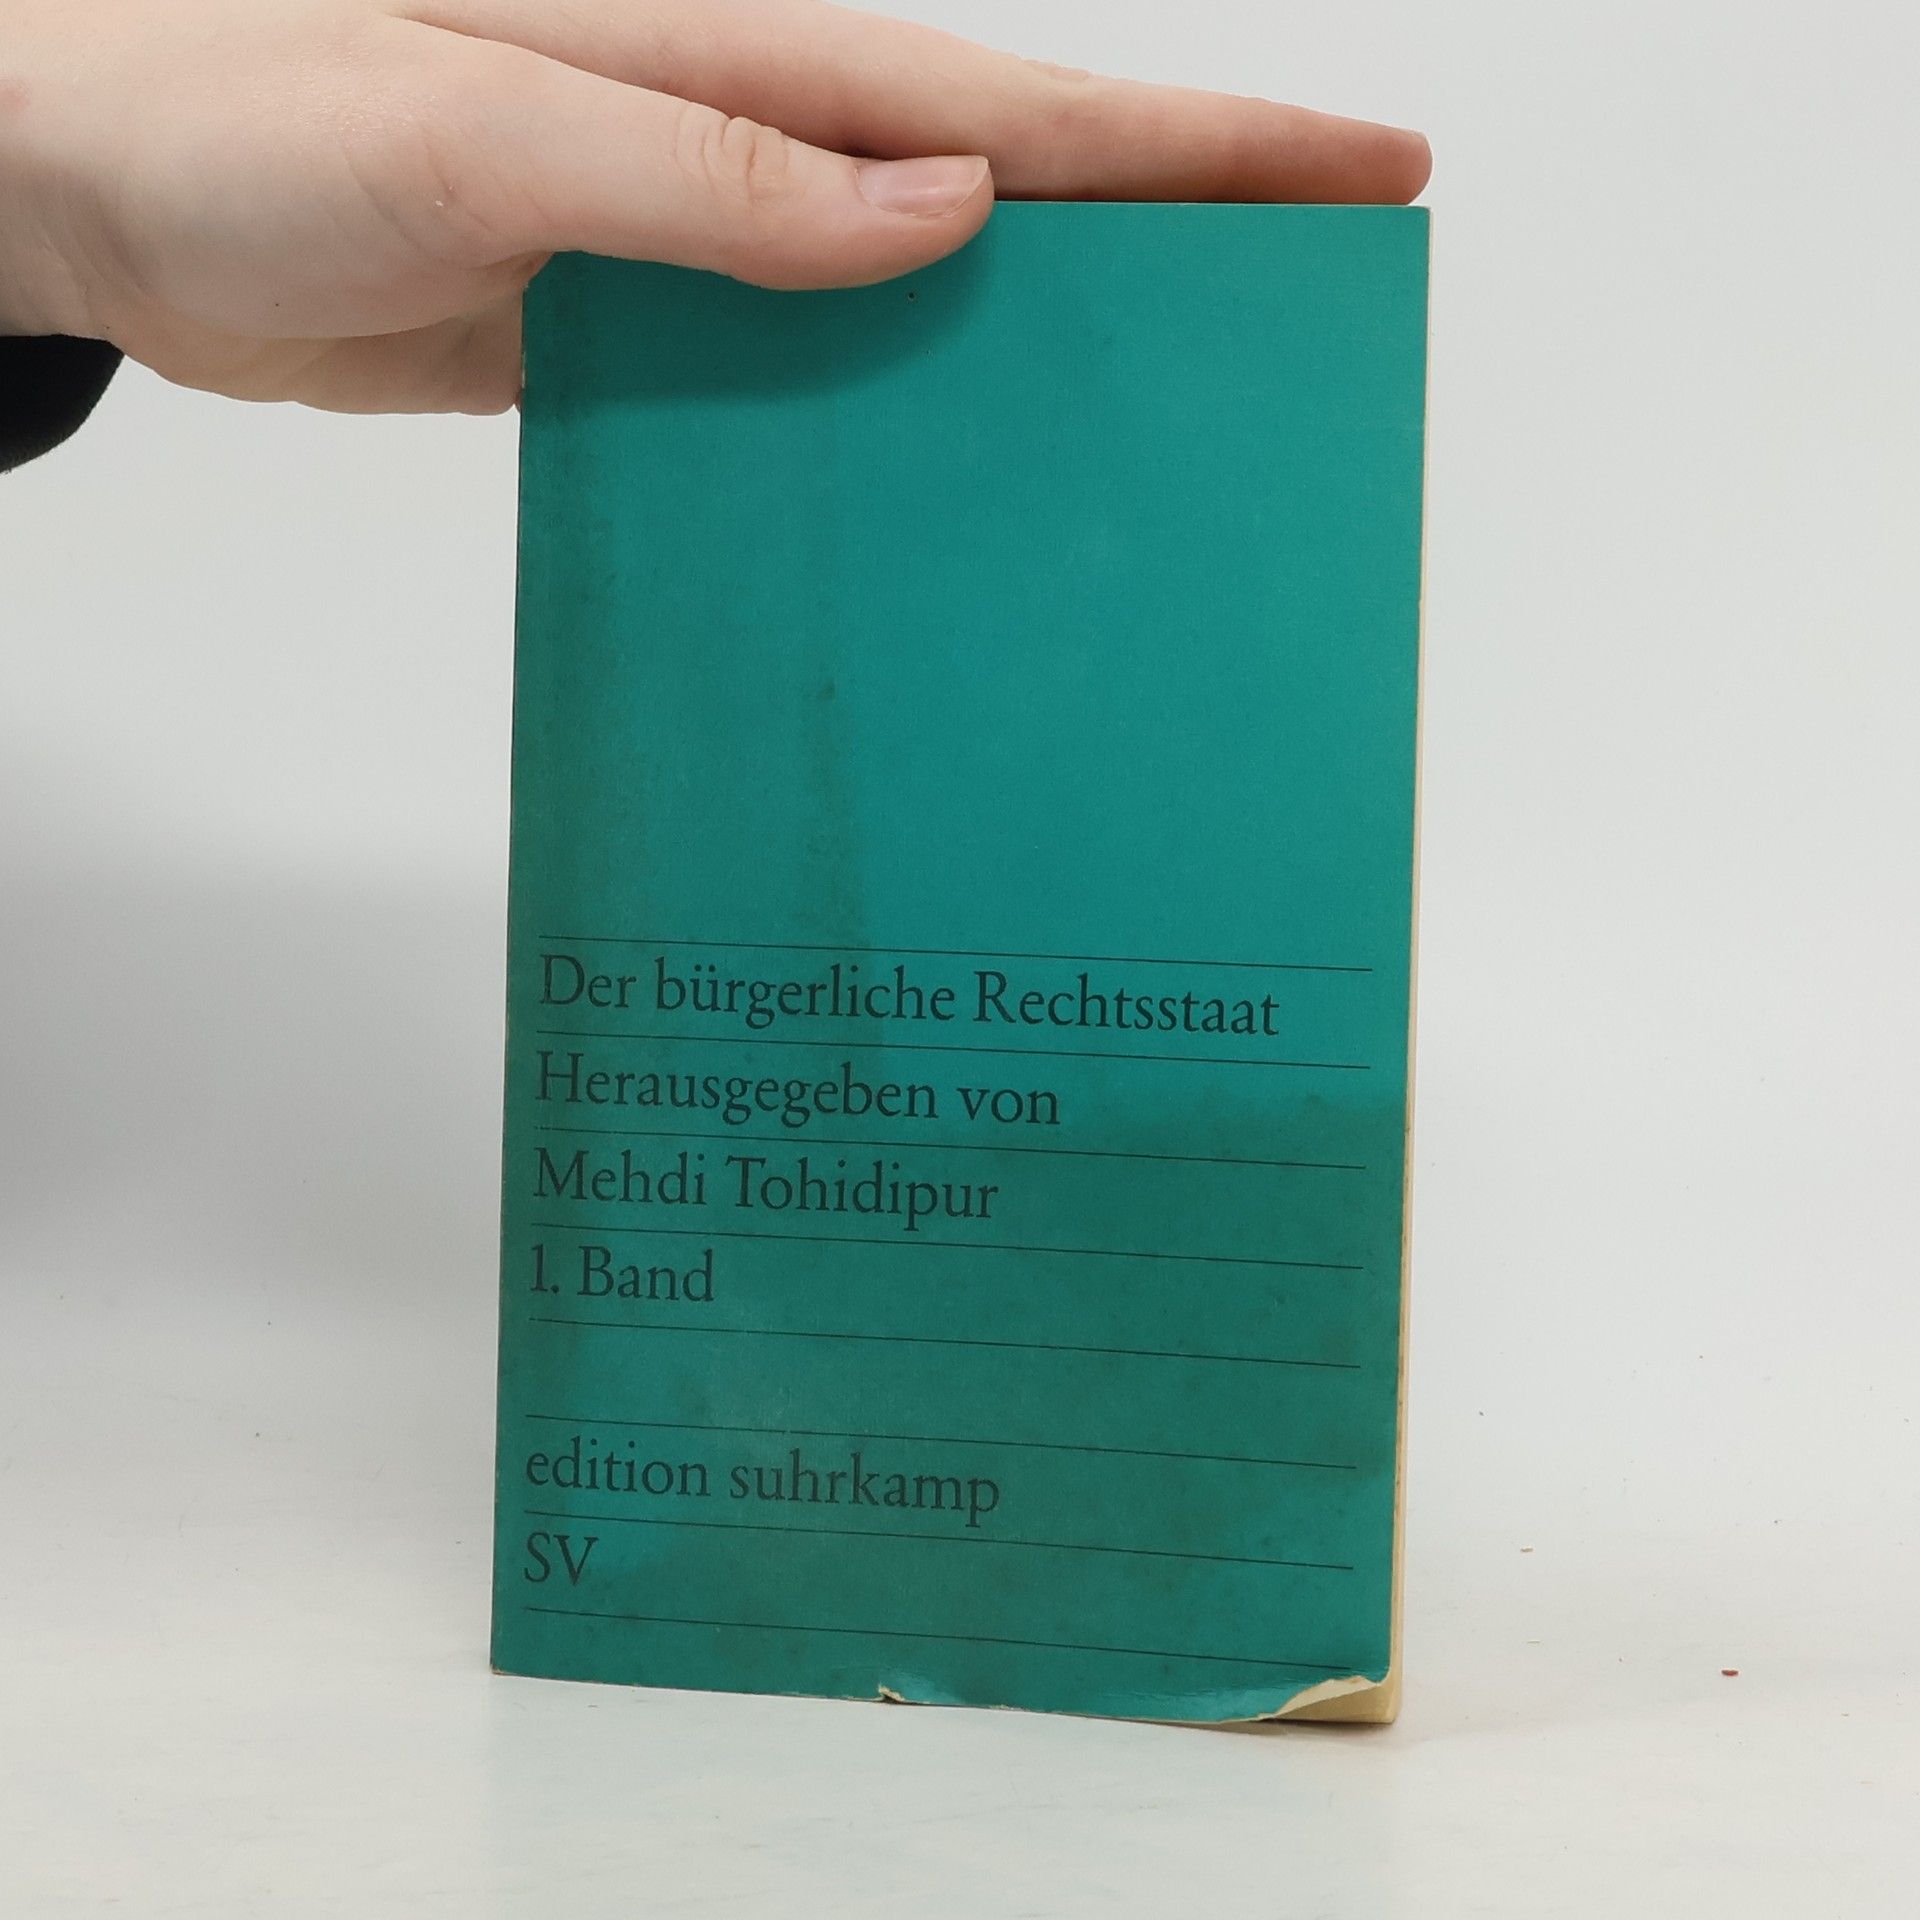 Der bürgerliche Rechtsstaat
Herausgegeben von
Mehdi Tohidipur
1. Band
edition suhrkamp
SV